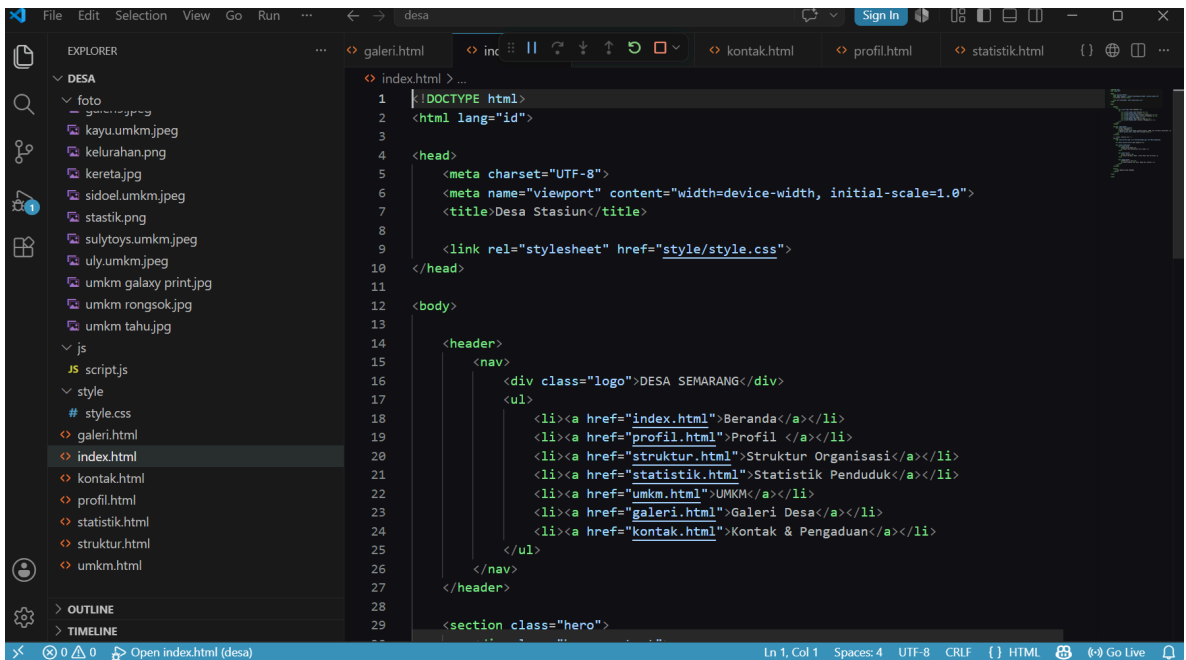 File Edit Selection View Go Run ··· desa Sign In
EXPLORER ···
DESA
foto
kayu.umkm.jpeg
kelurahan.png
kereta.jpg
sidoel.umkm.jpeg
stastik.png
sulytoys.umkm.jpeg
uly.umkm.jpeg
umkm galaxy print.jpg
umkm rongsok.jpg
umkm tahu.jpg
js
JS script.js
style
# style.css
galeri.html
index.html
kontak.html
profil.html
statistik.html
struktur.html
umkm.html
OUTLINE
TIMELINE
1
galeri.html kontak.html profil.html statistik.html
index.html > ...
1 <!DOCTYPE html>
2 <html lang="id">
3
4 <head>
5 <meta charset="UTF-8">
6 <meta name="viewport" content="width=device-width, initial-scale=1.0">
7 <title>Desa Stasiun</title>
8
9 <link rel="stylesheet" href="style/style.css">
10 </head>
11
12 <body>
13
14 <header>
15 <nav>
16 <div class="logo">DESA SEMARANG</div>
17 <ul>
18 <li><a href="index.html">Beranda</a></li>
19 <li><a href="profil.html">Profil </a></li>
20 <li><a href="struktur.html">Struktur Organisasi</a></li>
21 <li><a href="statistik.html">Statistik Penduduk</a></li>
22 <li><a href="umkm.html">UMKM</a></li>
23 <li><a href="galeri.html">Galeri Desa</a></li>
24 <li><a href="kontak.html">Kontak & Pengaduan</a></li>
25 </ul>
26 </nav>
27 </header>
28
29 <section class="hero">
0 0 Open index.html (desa) Ln 1, Col 1 Spaces: 4 UTF-8 CRLF {} HTML Go Live